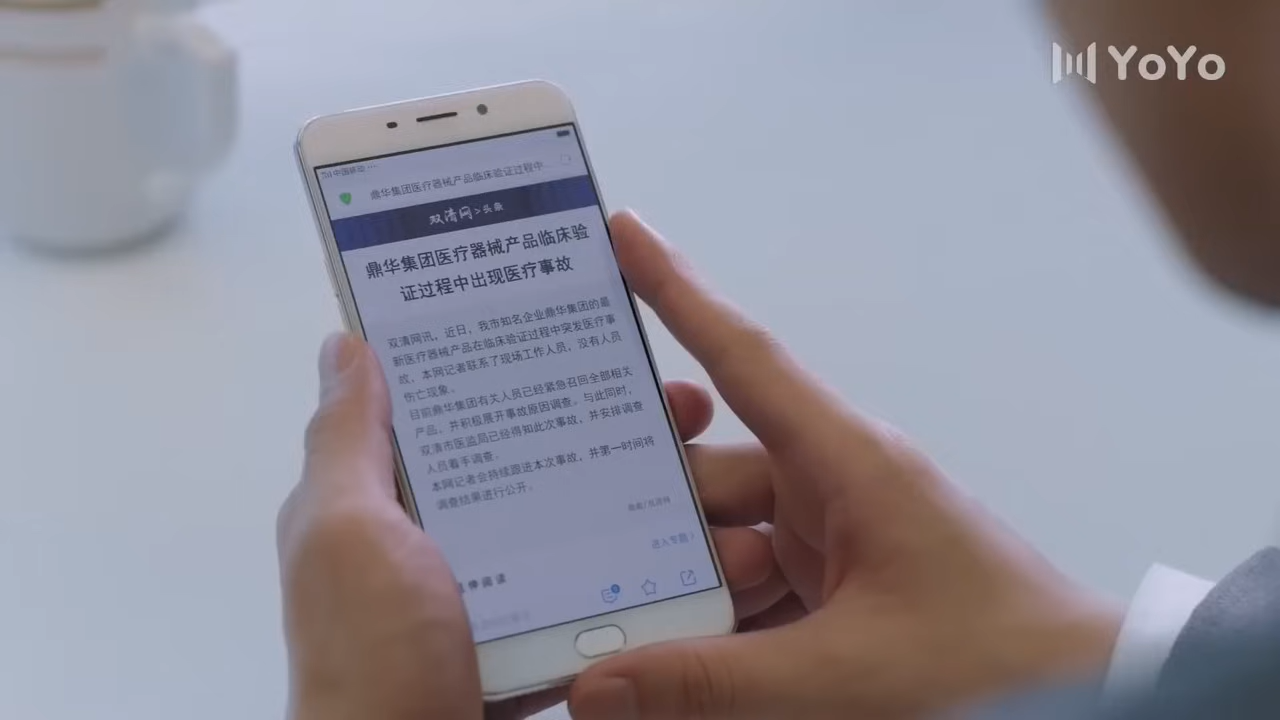 YoYo
中国移动
鼎华集团医疗器械产品临床验证过程中...
双清网>头条
鼎华集团医疗器械产品临床验
证过程中出现医疗事故
双清网讯，近日，我市知名企业鼎华集团的最
新医疗器械产品在临床验证过程中突发医疗事
故，本网记者联系了现场工作人员，没有人员
伤亡现象。
目前鼎华集团有关人员已经紧急召回全部相关
产品，并积极展开事故原因调查。与此同时，
双清市医监局已经得知此次事故，并安排调查
人员着手调查。
本网记者会持续跟进本次事故，并第一时间将
调查结果进行公开。
进入专题>
伸阅读